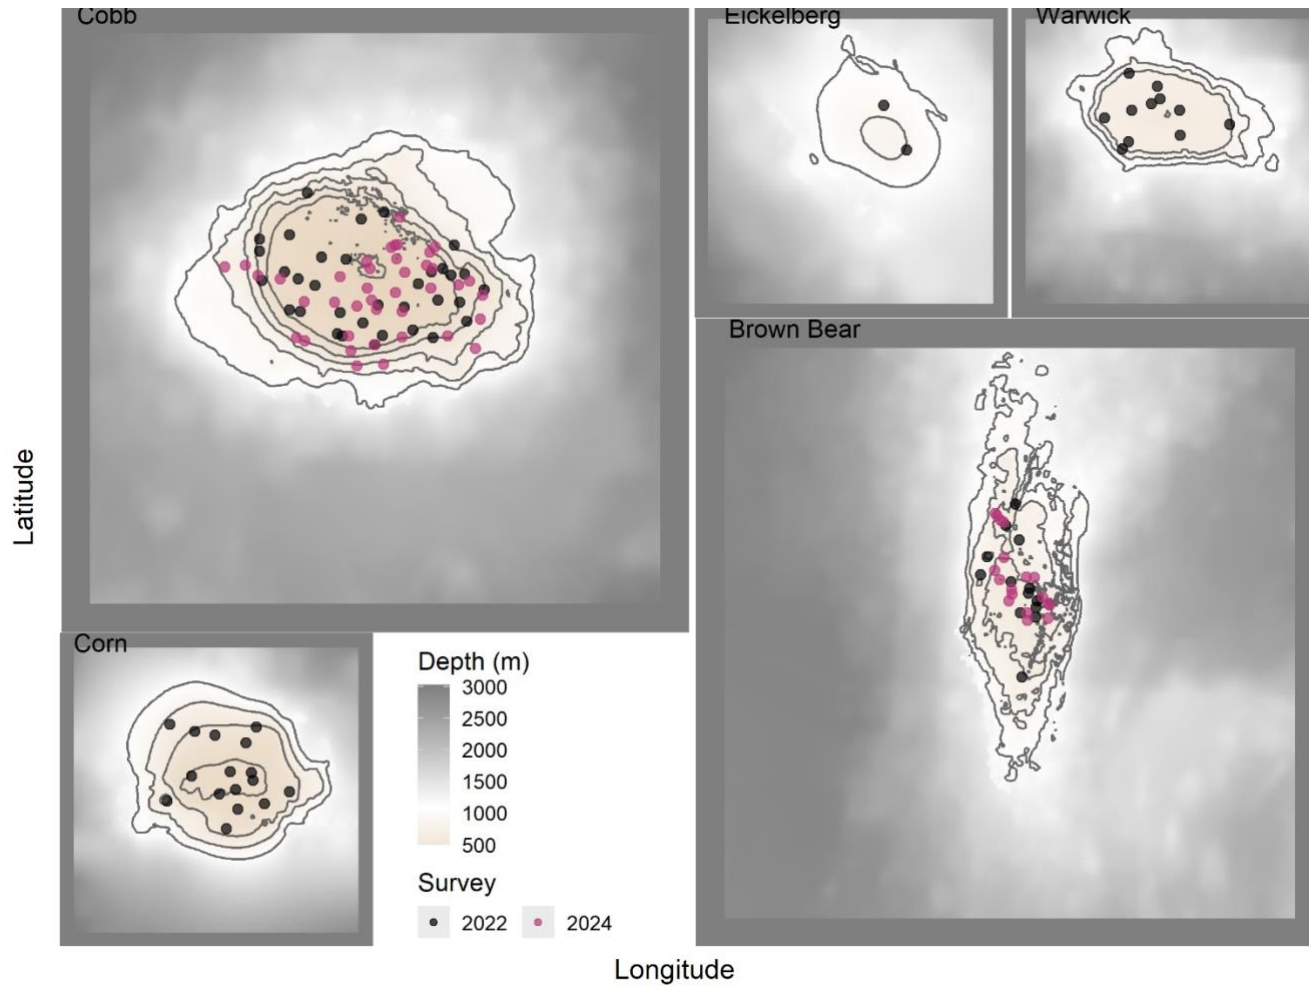 Cobb
Eickelberg
Warwick
Brown Bear
Latitude
Corn
Depth (m)
3000
2500
2000
1500
1000
500
Survey
2022 2024
Longitude